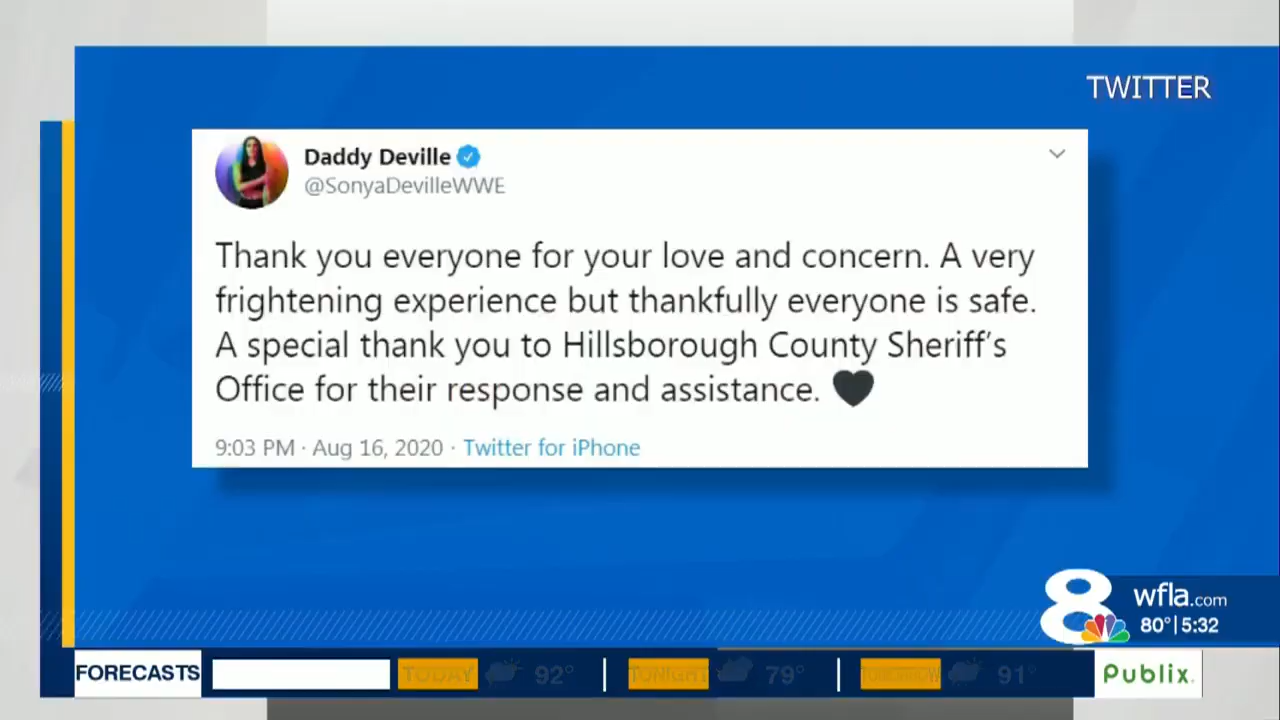 TWITTER
Daddy Deville
@SonyaDevilleWWE
Thank you everyone for your love and concern. A very
frightening experience but thankfully everyone is safe.
A special thank you to Hillsborough County Sheriff's
Office for their response and assistance. 🖤
9:03 PM · Aug 16, 2020 · Twitter for iPhone
8 wfla.com
80° | 5:32
FORECASTS TODAY 92° | TONIGHT 79° | TOMORROW 91° Publix.